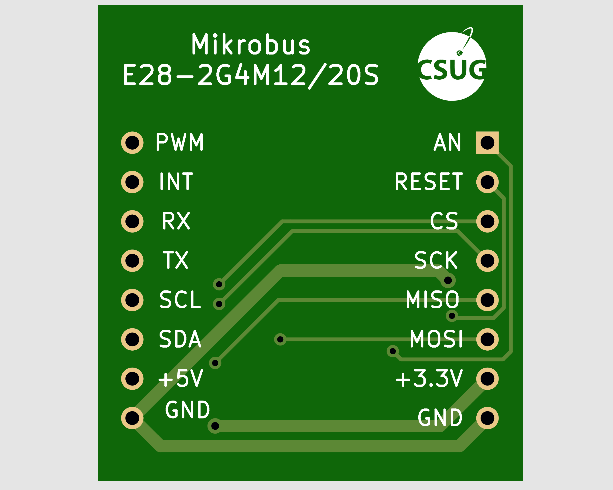 Mikrobus
E28-2G4M12/20S
CSUG
PWM AN
INT RESET
RX CS
TX SCK
SCL MISO
SDA MOSI
+5V +3.3V
GND GND